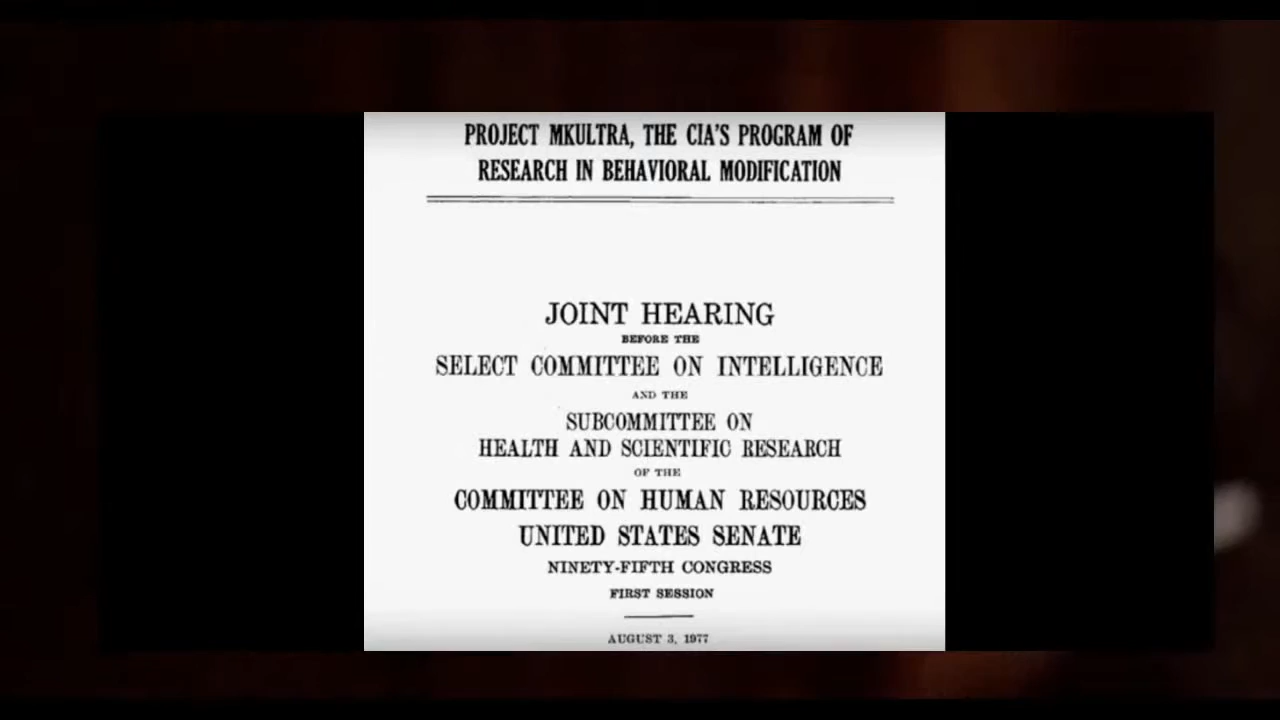 PROJECT MKULTRA, THE CIA'S PROGRAM OF
RESEARCH IN BEHAVIORAL MODIFICATION
JOINT HEARING
BEFORE THE
SELECT COMMITTEE ON INTELLIGENCE
AND THE
SUBCOMMITTEE ON
HEALTH AND SCIENTIFIC RESEARCH
OF THE
COMMITTEE ON HUMAN RESOURCES
UNITED STATES SENATE
NINETY-FIFTH CONGRESS
FIRST SESSION
AUGUST 3, 1977